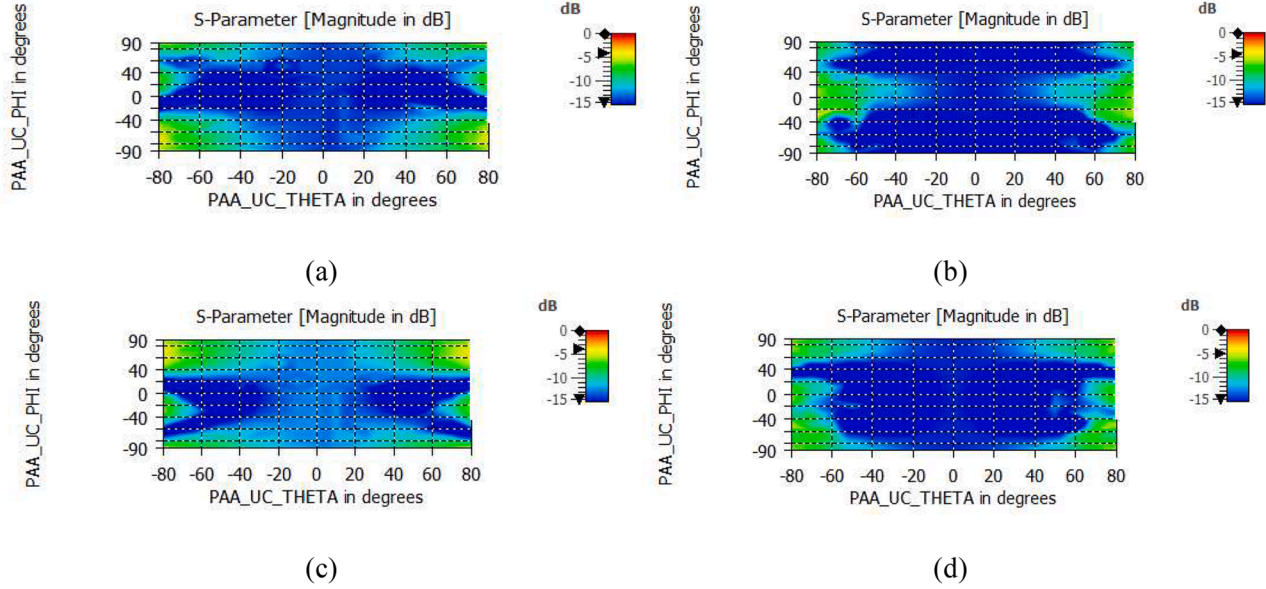 S-Parameter [Magnitude in dB]
dB
PAA_UC_PHI in degrees
90
40
0
-40
-90
0
-5
-10
-15
-80 -60 -40 -20 0 20 40 60 80
PAA_UC_THETA in degrees
(a)
S-Parameter [Magnitude in dB]
dB
PAA_UC_PHI in degrees
90
40
0
-40
-90
0
-5
-10
-15
-80 -60 -40 -20 0 20 40 60 80
PAA_UC_THETA in degrees
(b)
S-Parameter [Magnitude in dB]
dB
PAA_UC_PHI in degrees
90
40
0
-40
-90
0
-5
-10
-15
-80 -60 -40 -20 0 20 40 60 80
PAA_UC_THETA in degrees
(c)
S-Parameter [Magnitude in dB]
dB
PAA_UC_PHI in degrees
90
40
0
-40
-90
0
-5
-10
-15
-80 -60 -40 -20 0 20 40 60 80
PAA_UC_THETA in degrees
(d)